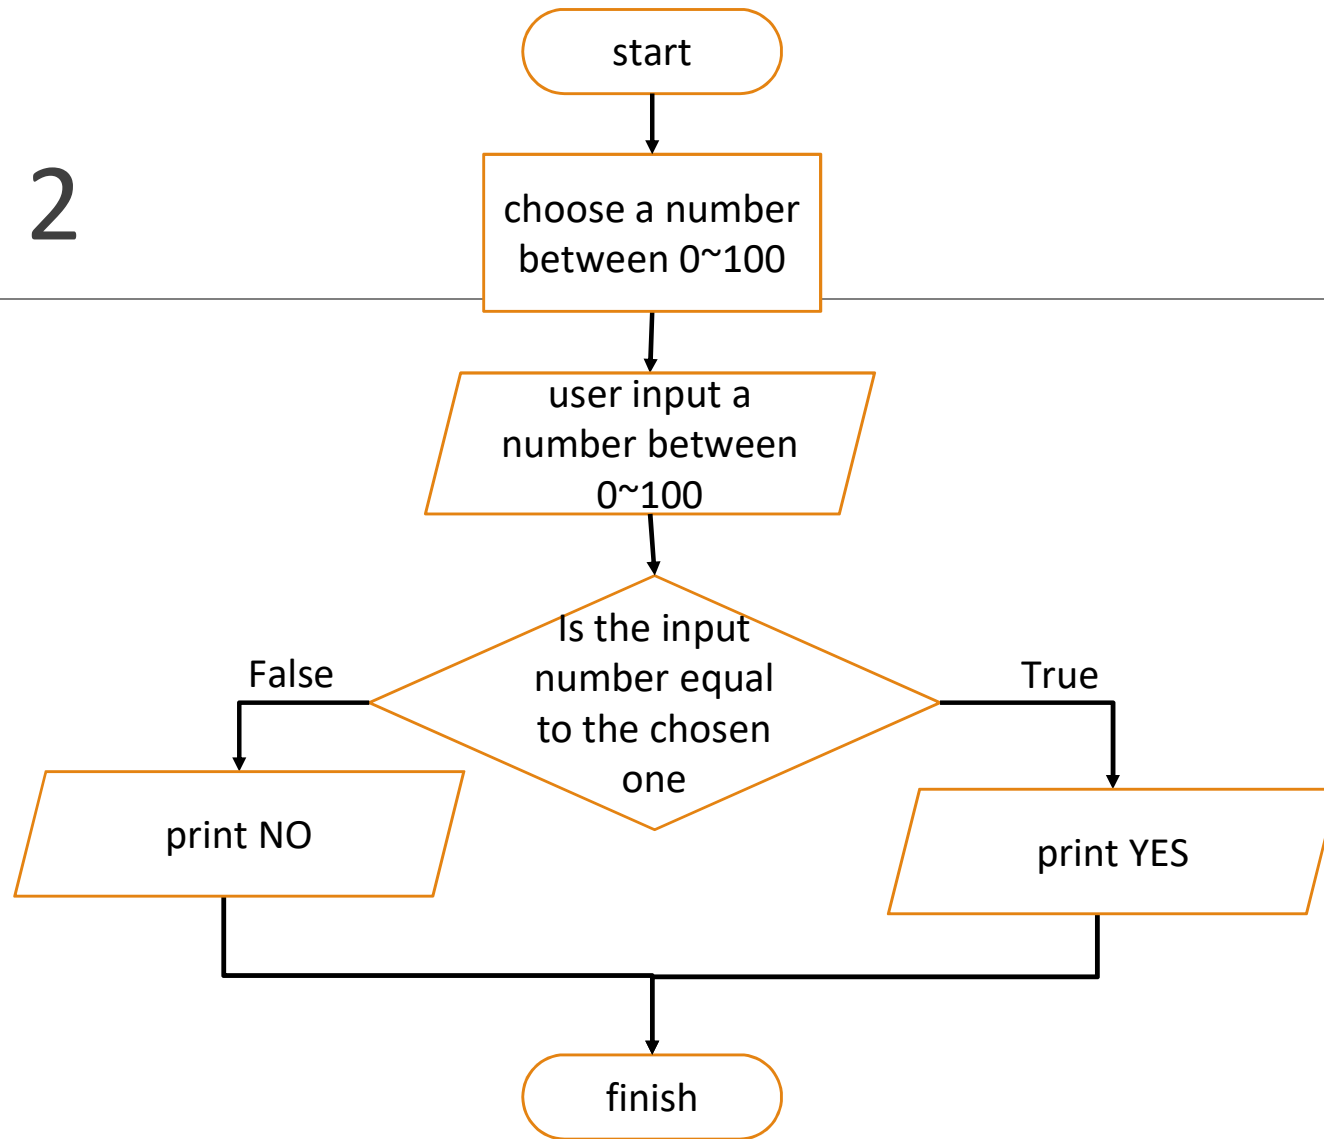 start
2
choose a number
between 0~100
user input a
number between
0~100
Is the input
number equal
to the chosen
one
False
True
print NO
print YES
finish